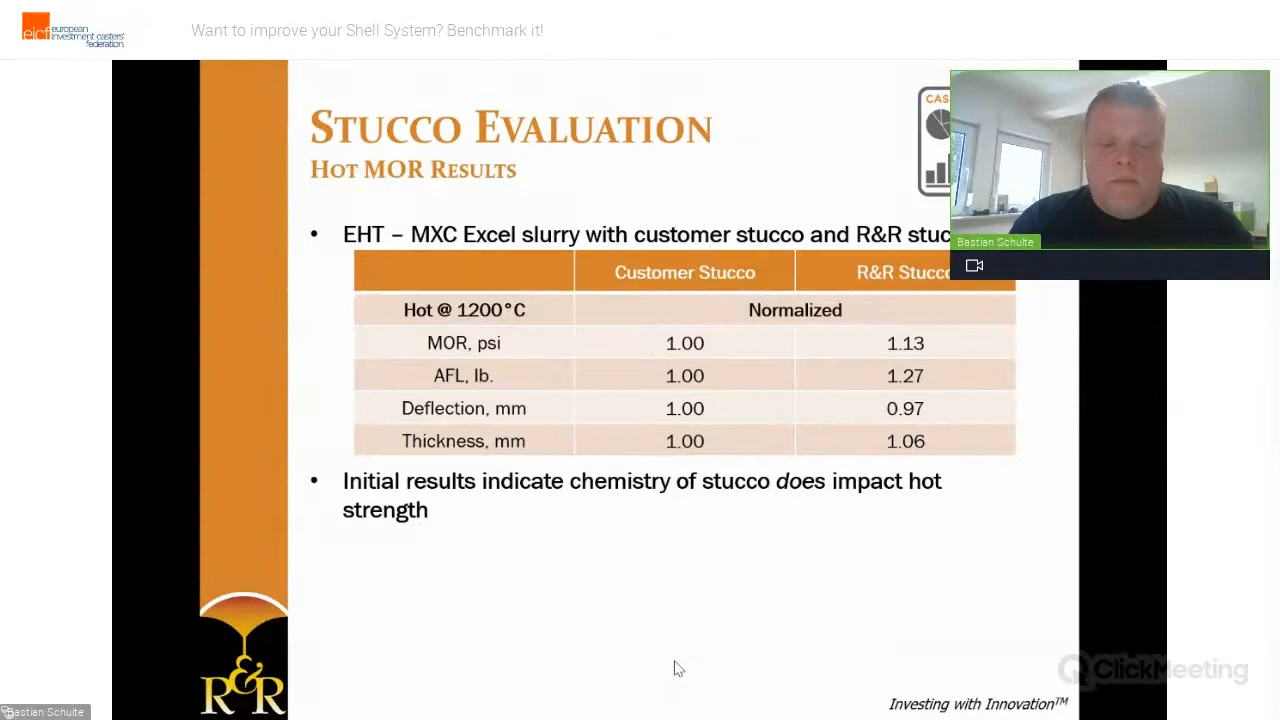 eicf european
investment casters'
federation.
Want to improve your Shell System? Benchmark it!
STUCCO EVALUATION
HOT MOR RESULTS
CAS
Bastian Schulte
• EHT – MXC Excel slurry with customer stucco and R&R stuc
Customer Stucco R&R Stucc
Hot @ 1200°C Normalized
MOR, psi 1.00 1.13
AFL, lb. 1.00 1.27
Deflection, mm 1.00 0.97
Thickness, mm 1.00 1.06
• Initial results indicate chemistry of stucco does impact hot
strength
R&R
ClickMeeting
Investing with Innovation™
Bastian Schulte